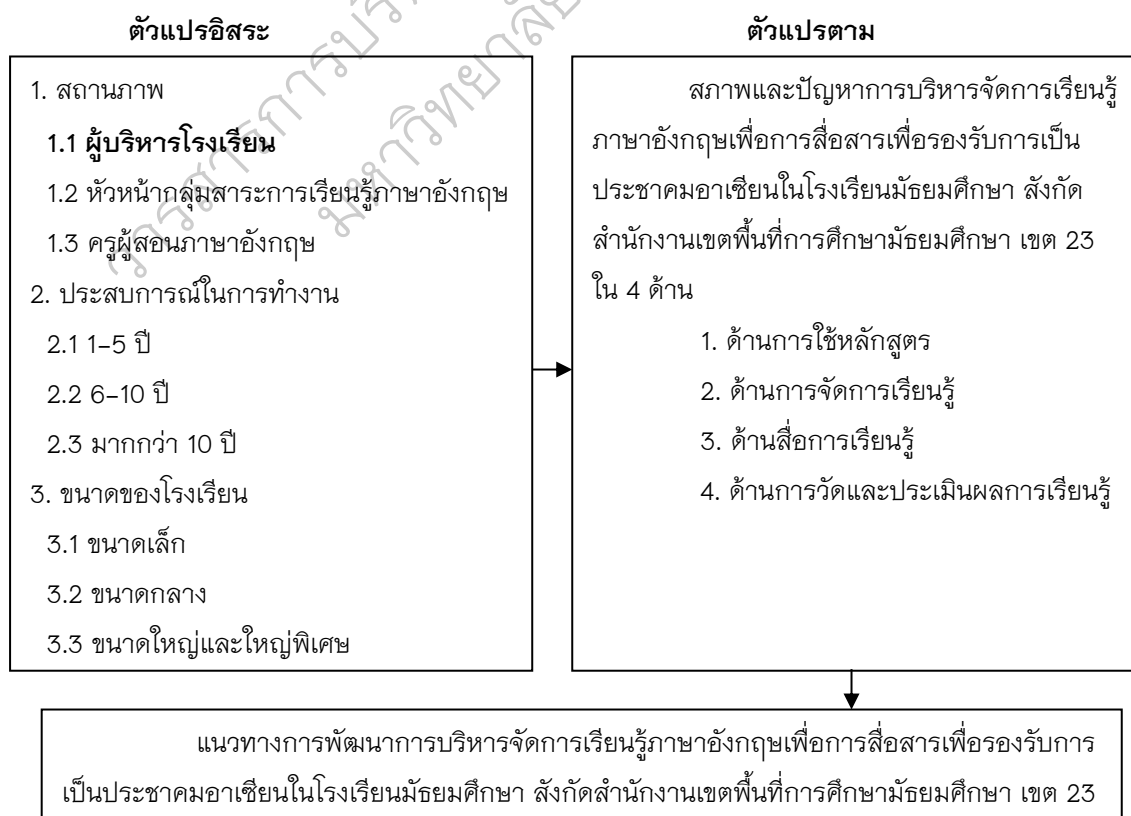 ตัวแปรอิสระ
1. สถานภาพ
1.1 ผู้บริหารโรงเรียน
1.2 หัวหน้ากลุ่มสาระการเรียนรู้ภาษาอังกฤษ
1.3 ครูผู้สอนภาษาอังกฤษ
2. ประสบการณ์ในการทำงาน
2.1 1–5 ปี
2.2 6–10 ปี
2.3 มากกว่า 10 ปี
3. ขนาดของโรงเรียน
3.1 ขนาดเล็ก
3.2 ขนาดกลาง
3.3 ขนาดใหญ่และใหญ่พิเศษ
ตัวแปรตาม
สภาพและปัญหาการบริหารจัดการเรียนรู้
ภาษาอังกฤษเพื่อการสื่อสารเพื่อรองรับการเป็น
ประชาคมอาเซียนในโรงเรียนมัธยมศึกษา สังกัด
สำนักงานเขตพื้นที่การศึกษามัธยมศึกษา เขต 23
ใน 4 ด้าน
1. ด้านการใช้หลักสูตร
2. ด้านการจัดการเรียนรู้
3. ด้านสื่อการเรียนรู้
4. ด้านการวัดและประเมินผลการเรียนรู้
แนวทางการพัฒนาการบริหารจัดการเรียนรู้ภาษาอังกฤษเพื่อการสื่อสารเพื่อรองรับการ
เป็นประชาคมอาเซียนในโรงเรียนมัธยมศึกษา สังกัดสำนักงานเขตพื้นที่การศึกษามัธยมศึกษา เขต 23